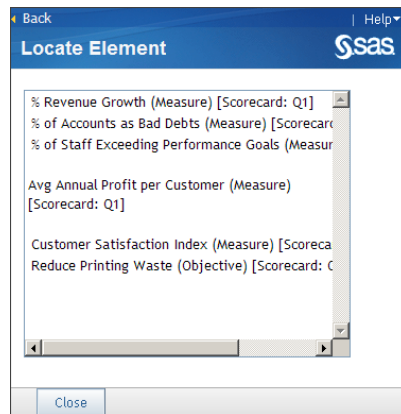 Back | Help
Locate Element
sas
% Revenue Growth (Measure) [Scorecard: Q1]
% of Accounts as Bad Debts (Measure) [Scorecar
% of Staff Exceeding Performance Goals (Measur
Avg Annual Profit per Customer (Measure)
[Scorecard: Q1]
Customer Satisfaction Index (Measure) [Scoreca
Reduce Printing Waste (Objective) [Scorecard:
Close